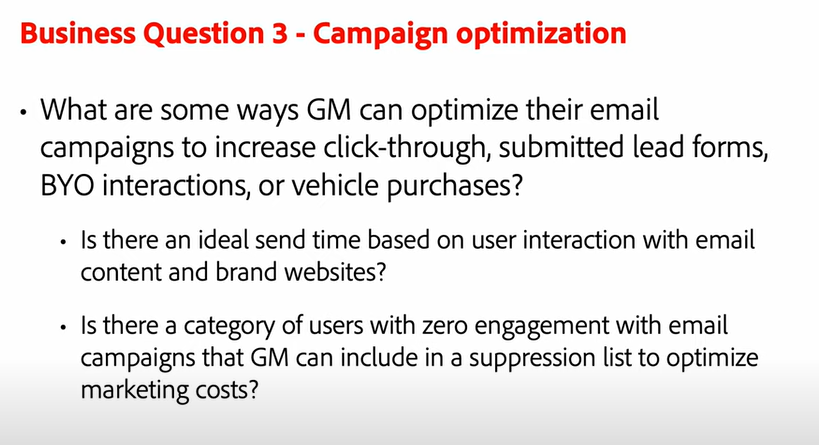 Business Question 3 - Campaign optimization
• What are some ways GM can optimize their email
campaigns to increase click-through, submitted lead forms,
BYO interactions, or vehicle purchases?
• Is there an ideal send time based on user interaction with email
content and brand websites?
• Is there a category of users with zero engagement with email
campaigns that GM can include in a suppression list to optimize
marketing costs?